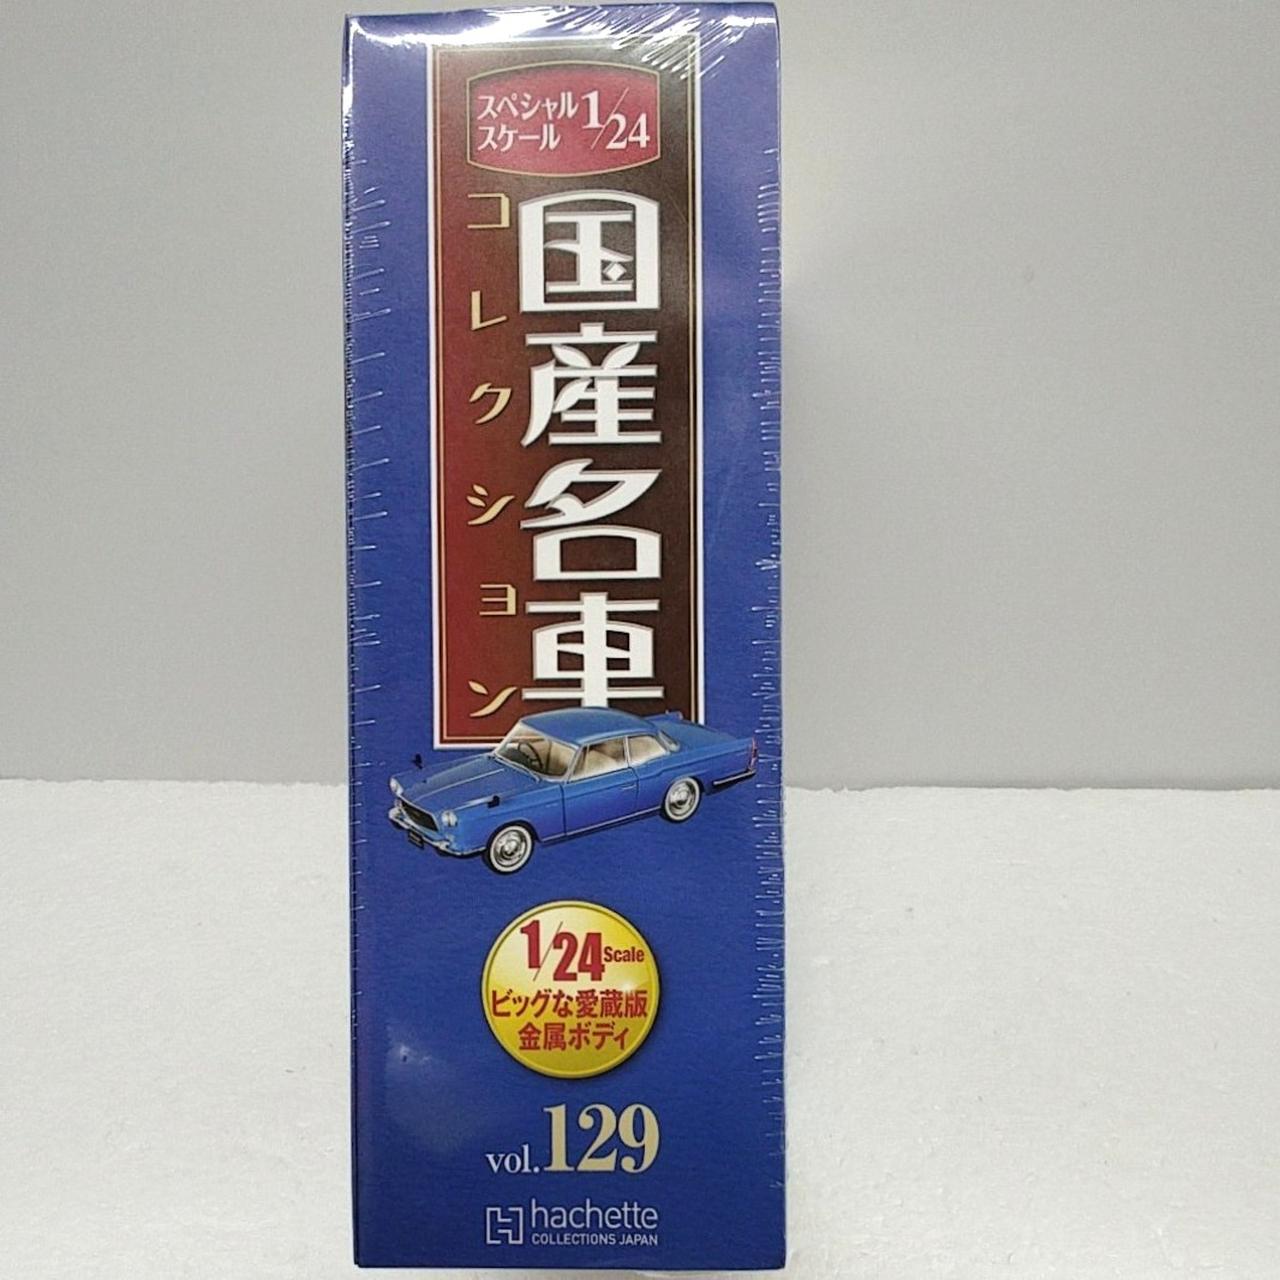 スペシャル
スケール 1/24
国産名車
コレクション
1/24 Scale
ビッグな愛蔵版
金属ボディ
vol.129
hachette
COLLECTIONS JAPAN